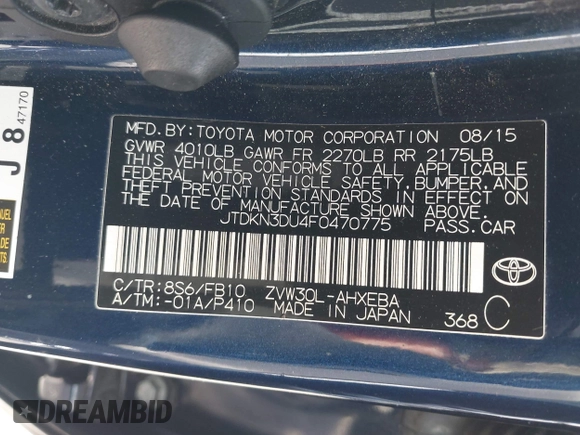 MFD.BY:TOYOTA MOTOR CORPORATION 08/15
GVWR 4010LB GAWR FR 2270LB RR 2175LB
THIS VEHICLE CONFORMS TO ALL APPLICABLE
FEDERAL MOTOR VEHICLE SAFETY,BUMPER,AND
THEFT PREVENTION STANDARDS IN EFFECT ON
THE DATE OF MANUFACTURE SHOWN ABOVE.
JTDKN3DU4F0470775 PASS.CAR
C/TR:8S6/FB10 ZVW30L-AHXEBA
A/TM:-01A/P410 MADE IN JAPAN 368 C
J 8 47170
DREAMBID